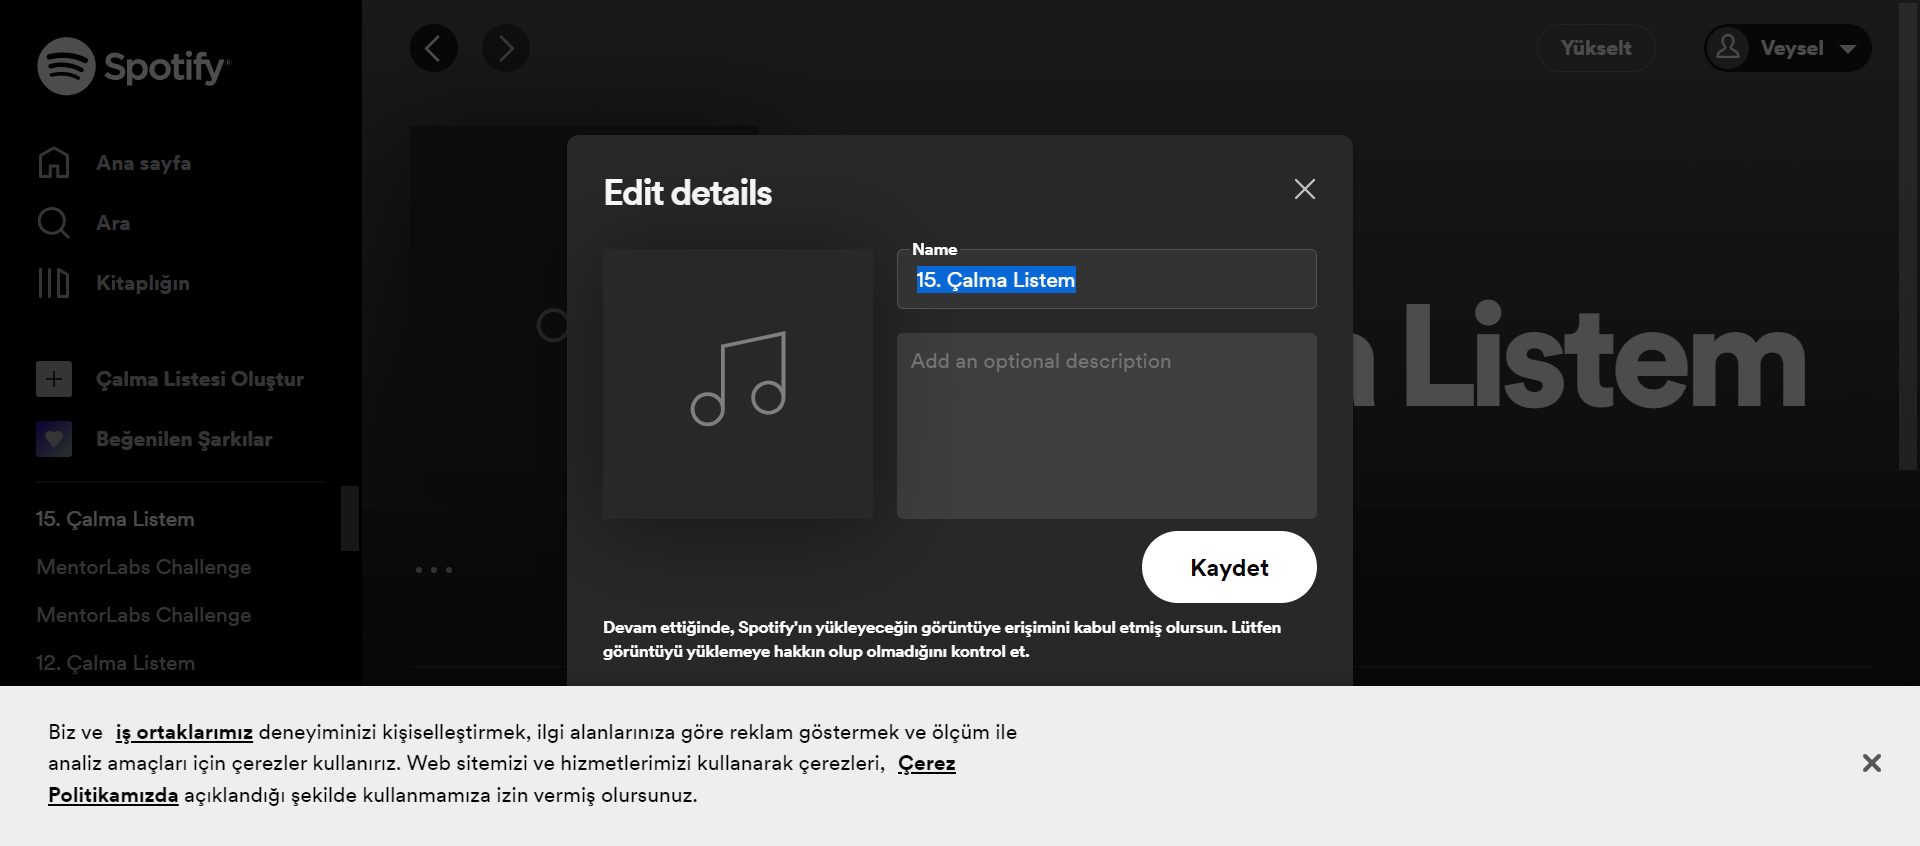 Spotify
Ana sayfa
Ara
Kitaplığın
Çalma Listesi Oluştur
Beğenilen Şarkılar
15. Çalma Listem
MentorLabs Challenge
MentorLabs Challenge
12. Çalma Listem
Yükselt
Veysel
Listem
Edit details
Name
15. Çalma Listem
Add an optional description
Kaydet
Devam ettiğinde, Spotify'ın yükleyeceğin görüntüye erişimini kabul etmiş olursun. Lütfen
görüntüyü yüklemeye hakkın olup olmadığını kontrol et.
Biz ve iş ortaklarımız deneyiminizi kişiselleştirmek, ilgi alanlarınıza göre reklam göstermek ve ölçüm ile
analiz amaçları için çerezler kullanırız. Web sitemizi ve hizmetlerimizi kullanarak çerezleri, Çerez
Politikamızda açıklandığı şekilde kullanmamıza izin vermiş olursunuz.